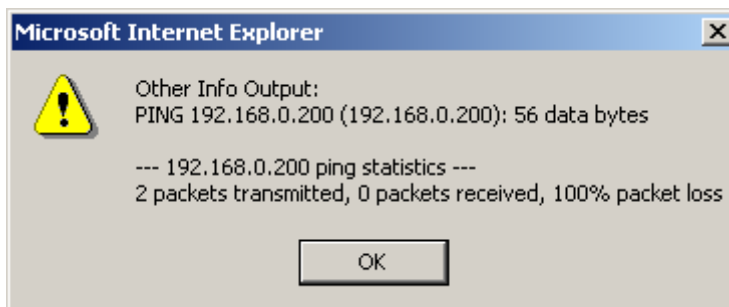 Microsoft Internet Explorer
Other Info Output:
PING 192.168.0.200 (192.168.0.200): 56 data bytes
--- 192.168.0.200 ping statistics ---
2 packets transmitted, 0 packets received, 100% packet loss
OK